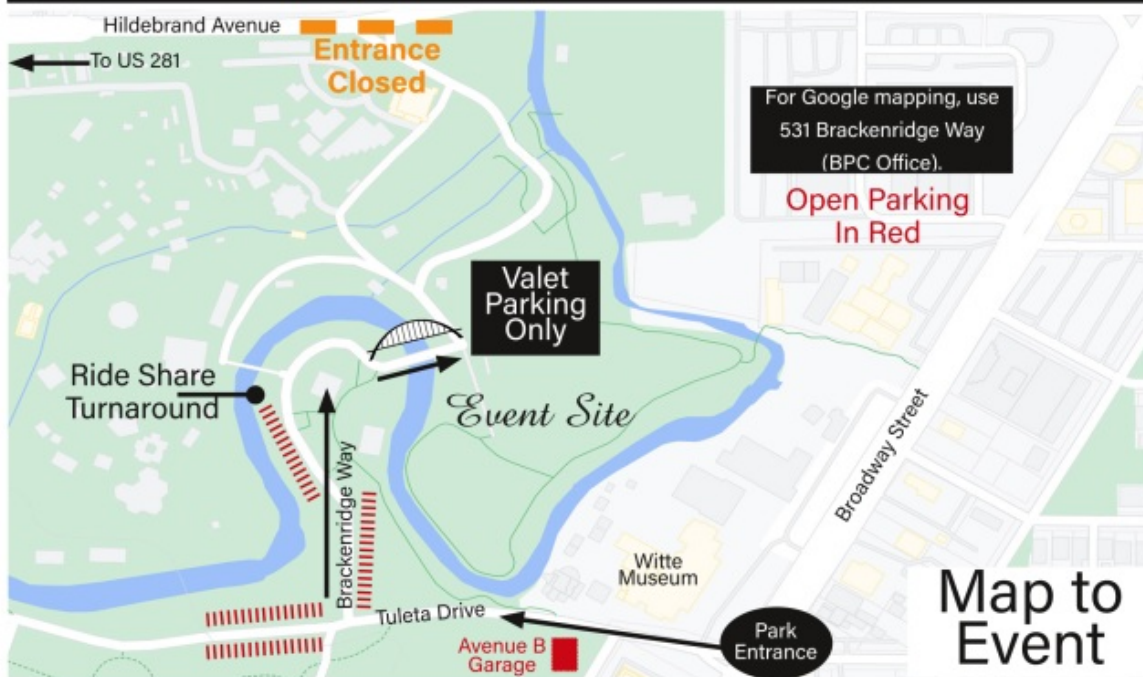 Hildebrand Avenue
To US 281
Entrance
Closed
For Google mapping, use
531 Brackenridge Way
(BPC Office).
Open Parking
In Red
Valet
Parking
Only
Ride Share
Turnaround
Event Site
Brackenridge Way
Broadway Street
Witte
Museum
Tuleta Drive
Avenue B
Garage
Park
Entrance
Map to
Event